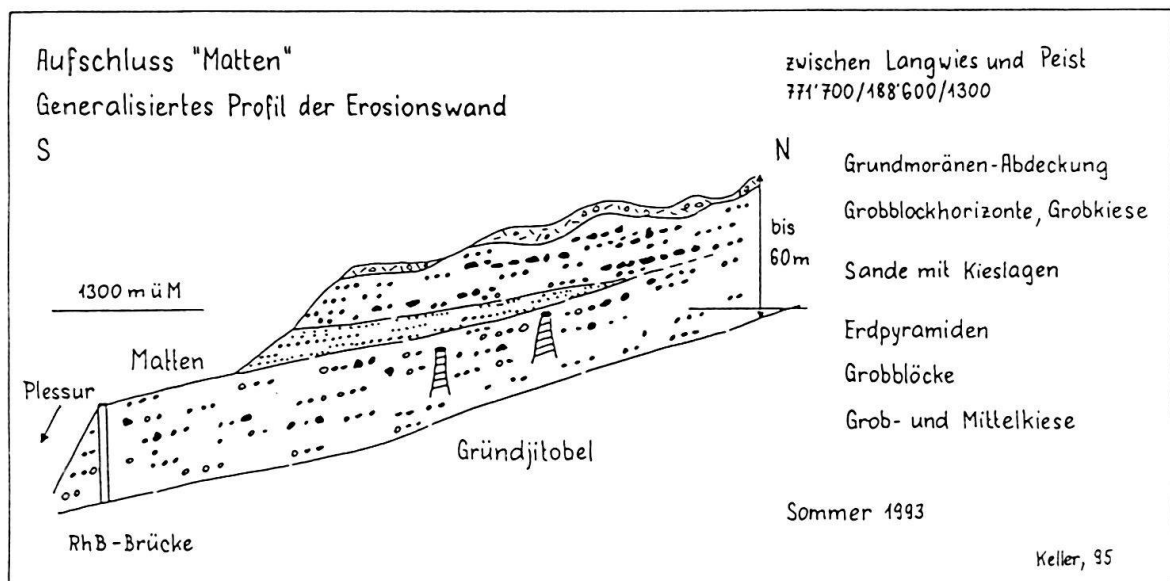 Aufschluss "Matten"
Generalisiertes Profil der Erosionswand
zwischen Langwies und Peist
771'700/188'600/1300
S
N
Grundmoränen-Abdeckung
Grobblockhorizonte, Grobkiese
bis
60m
Sande mit Kieslagen
1300 m ü M
Erdpyramiden
Matten
Grobblöcke
Plessur
Grob- und Mittelkiese
Gründjitobel
Sommer 1993
RhB-Brücke
Keller, 95